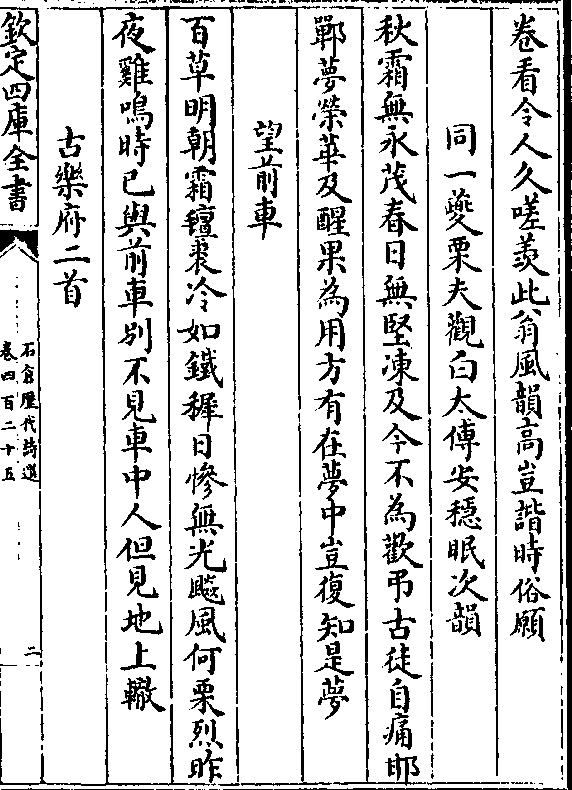 卷看令人久嗟羨此翁風韻高豈諧時俗願
同一夔栗夫觀白太傅安穩眠次韻
秋霜無永茂春日無堅凍及今不為歡弔古徒自痛邯
鄲夢榮華及醒果為用方有在夢中豈復知是夢
望前車
百草明朝霜氊裘冷如鐵穉日慘無光飈風何栗烈昨
夜雞鳴時已與前車別不見車中人但見地上轍
古樂府二首
欽定四庫全書
石倉歷代詩選
卷四百二十五
二